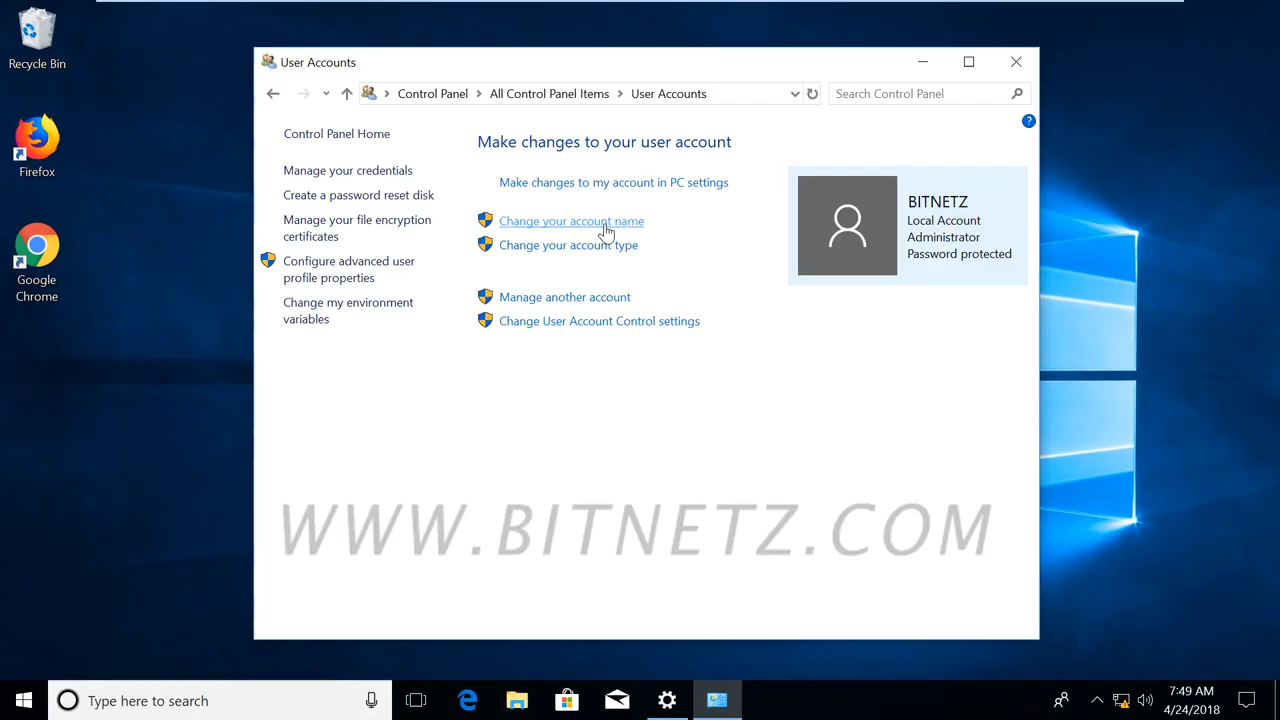 Recycle Bin
Firefox
Google
Chrome
User Accounts
Control Panel
All Control Panel Items
User Accounts
Search Control Panel
?
Control Panel Home
Manage your credentials
Create a password reset disk
Manage your file encryption
certificates
Configure advanced user
profile properties
Change my environment
variables
Make changes to your user account
Make changes to my account in PC settings
Change your account name
Change your account type
Manage another account
Change User Account Control settings
BITNETZ
Local Account
Administrator
Password protected
WWW.BITNETZ.COM
Type here to search
7:49 AM
4/24/2018